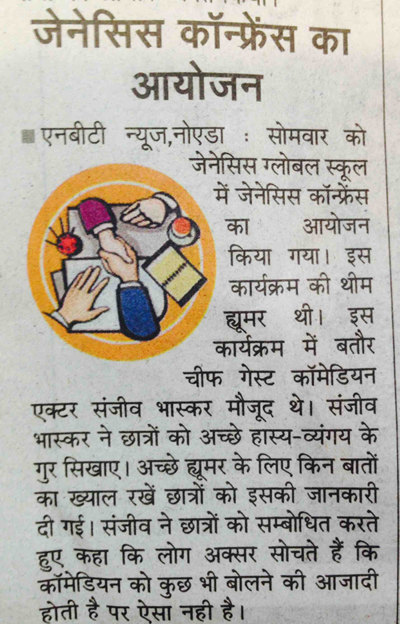 जेनेसिस कॉन्फ्रेंस का
आयोजन
एनबीटी न्यूज,नोएडा : सोमवार को
जेनेसिस ग्लोबल स्कूल
में जेनेसिस कॉन्फ्रेंस
का आयोजन
किया गया। इस
कार्यक्रम की थीम
ह्यूमर थी। इस
कार्यक्रम में बतौर
चीफ गेस्ट कॉमेडियन
एक्टर संजीव भास्कर मौजूद थे। संजीव
भास्कर ने छात्रों को अच्छे हास्य-व्यंगय के
गुर सिखाए। अच्छे ह्यूमर के लिए किन बातों
का ख्याल रखें छात्रों को इसकी जानकारी
दी गई। संजीव ने छात्रों को सम्बोधित करते
हुए कहा कि लोग अक्सर सोचते हैं कि
कॉमेडियन को कुछ भी बोलने की आजादी
होती है पर ऐसा नही है।